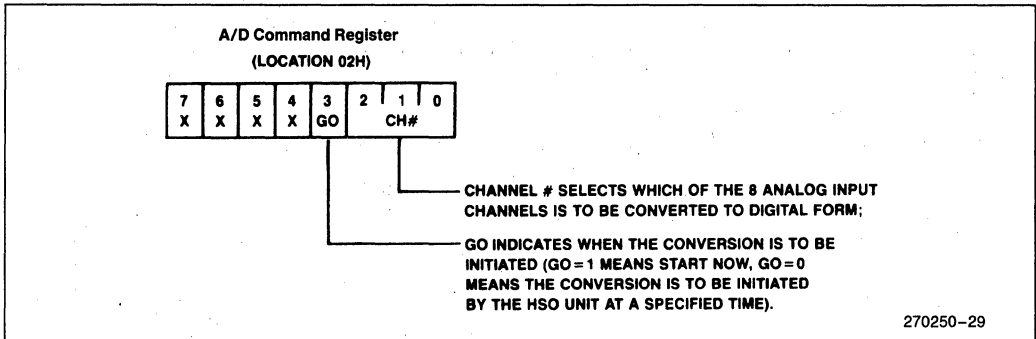 A/D Command Register
(LOCATION 02H)
7 6 5 4 3 2 1 0
X X X X GO CH#
CHANNEL # SELECTS WHICH OF THE 8 ANALOG INPUT
CHANNELS IS TO BE CONVERTED TO DIGITAL FORM;
GO INDICATES WHEN THE CONVERSION IS TO BE
INITIATED (GO=1 MEANS START NOW, GO=0
MEANS THE CONVERSION IS TO BE INITIATED
BY THE HSO UNIT AT A SPECIFIED TIME).
270250-29